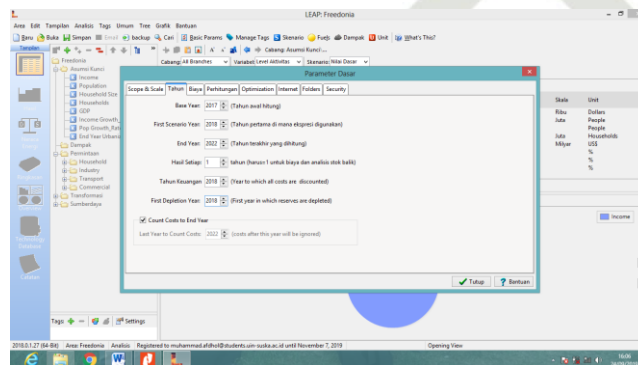 LEAP: Freedonia
Area Edit Tampilan Analisis Tags Umum Tree Grafik Bantuan
Baru Buka Simpan Email backup Cari Basic Params Manage Tags Skenario Fuels Dampak Unit What's This?
Tampilan
Cabang: Asumsi Kunci...
Cabang: All Branches Variabel: Level Aktivitas Skenario: Nilai Dasar
Freedonia
Asumsi Kunci
Income
Population
Household Size
Households
GDP
Income Growth
Pop Growth Rat
End Year Urbani
Dampak
Permintaan
Household
Industry
Transport
Commercial
Transformasi
Sumberdaya
Parameter Dasar
Scope & Scale Tahun Biaya Perhitungan Optimization Internet Folders Security
Base Year: 2017 (Tahun awal hitung)
First Scenario Year: 2018 (Tahun pertama di mana ekspresi digunakan)
End Year: 2022 (Tahun terakhir yang dihitung)
Hasil Setiap: 1 tahun (harus=1 untuk biaya dan analisis stok balik)
Tahun Keuangan: 2018 (Year to which all costs are discounted)
First Depletion Year: 2018 (First year in which reserves are depleted)
Count Costs to End Year
Last Year to Count Costs: 2022 (costs after this year will be ignored)
Tutup Bantuan
Skala Unit
Ribu Dollars
Juta People
People
Juta Households
Milyar US$
%
%
%
Income
Tags: Settings
2018.0.1.27 (64-Bit) Area: Freedonia Analisis Registered to muhammad.afdhol@students.uin-suska.ac.id until November 7, 2019 Opening View
16:06